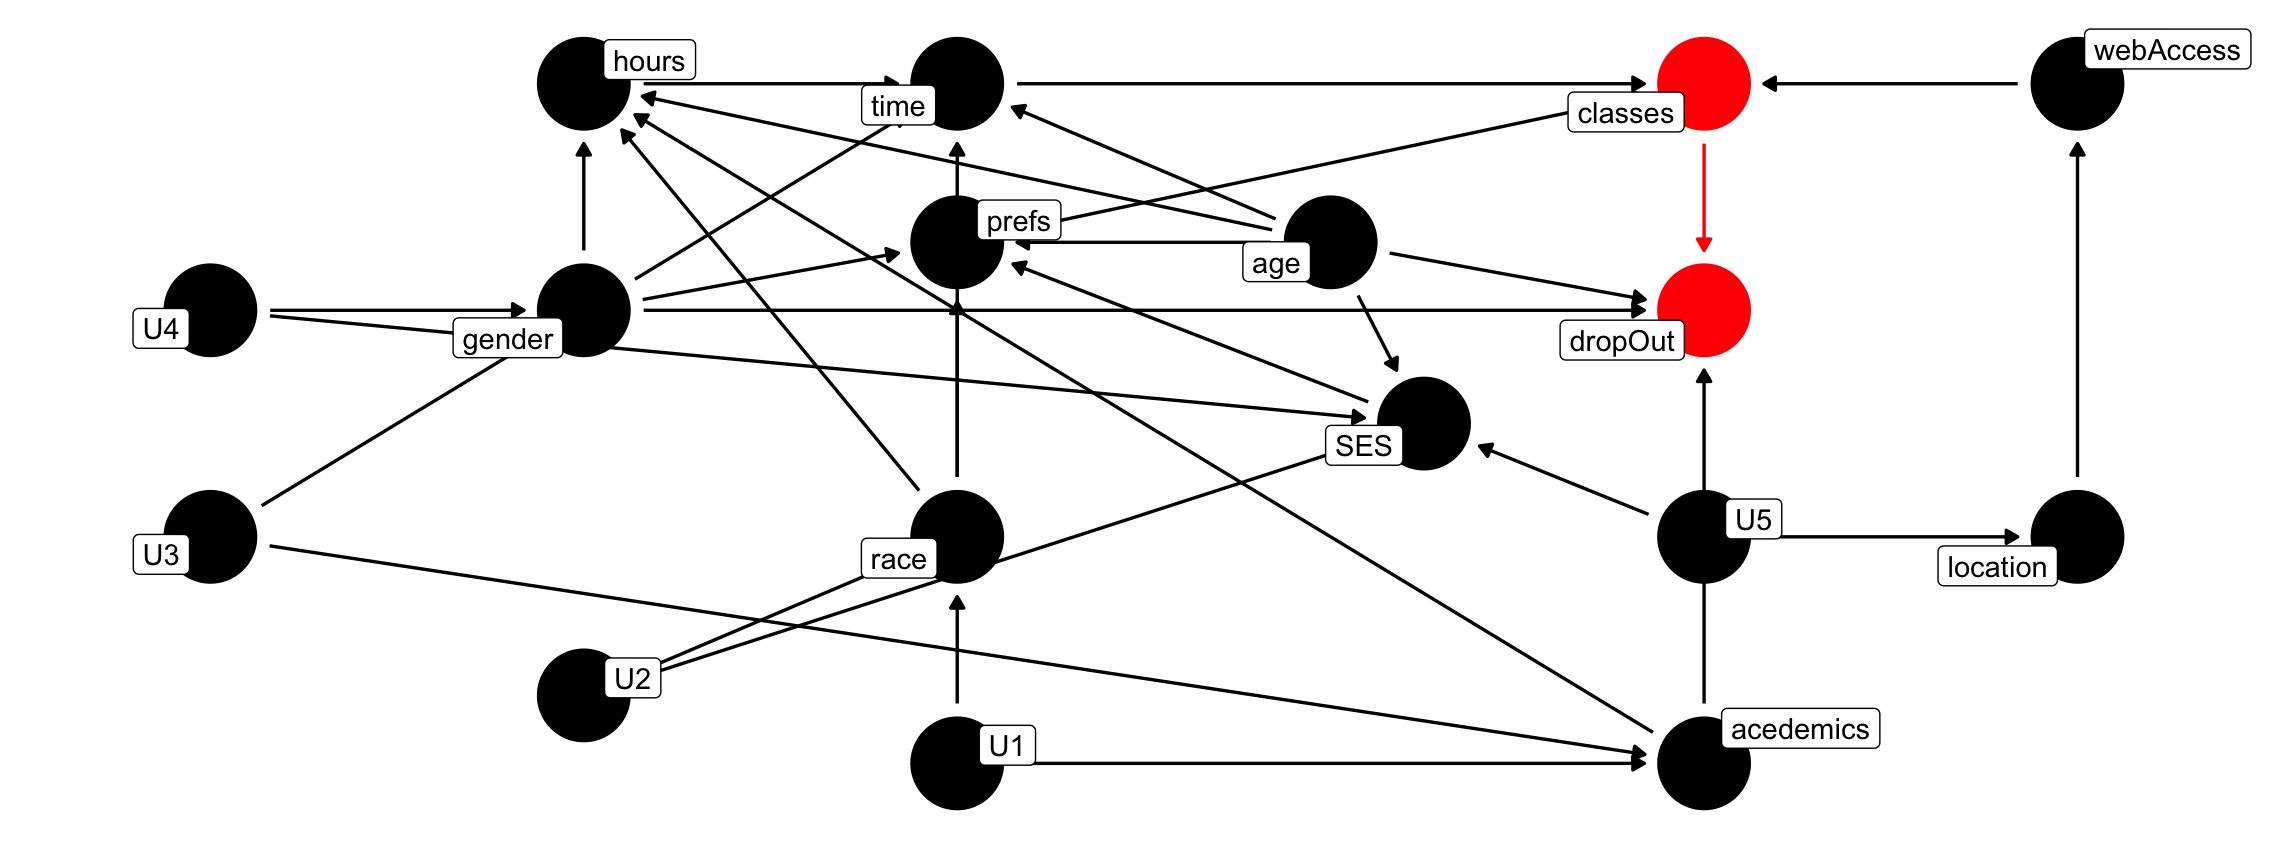 webAccess
hours
time
classes
prefs
age
U4
gender
dropOut
SES
U5
U3
race
location
U2
U1
acedemics